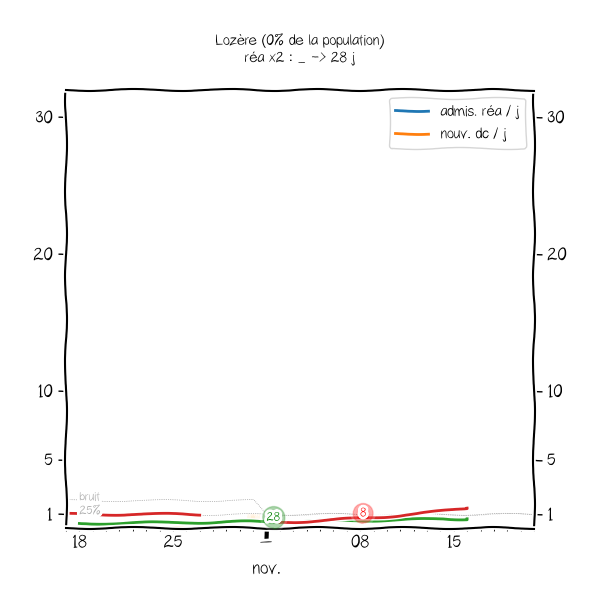 Lozère (0% de la population)
réa x2 : _ -> 28 j
admis. réa / j
nouv. dc / j
30
30
20
20
10
10
5
5
bruit
25%
28
8
1
1
18
25
08
15
nov.